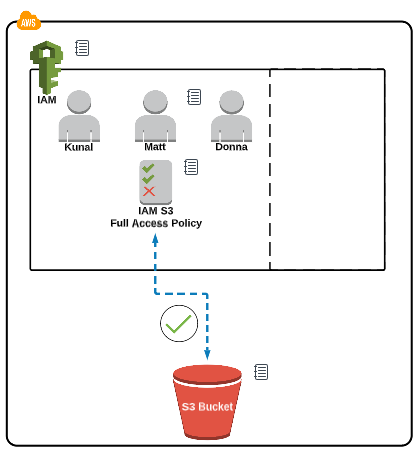 AWS
IAM
Kunal
Matt
Donna
IAM S3
Full Access Policy
S3 Bucket